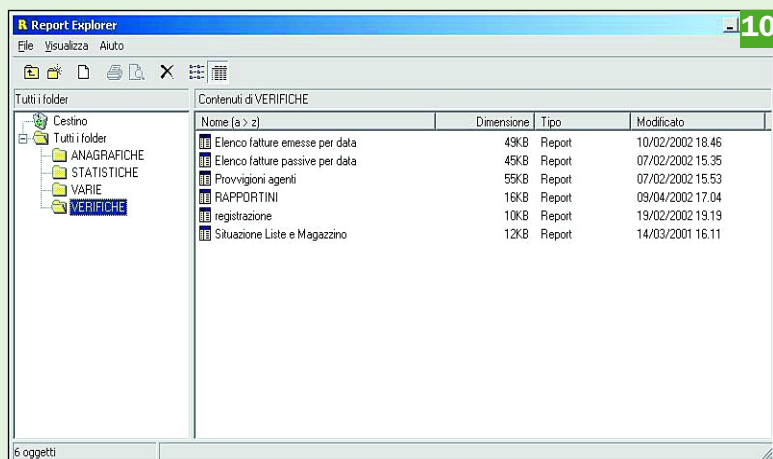 Report Explorer
10
File Visualizza Aiuto
Tutti i folder
Contenuti di VERIFICHE
Cestino
Tutti i folder
ANAGRAFICHE
STATISTICHE
VARIE
VERIFICHE
Nome (a > z) Dimensione Tipo Modificato
Elenco fatture emesse per data 49KB Report 10/02/2002 18.46
Elenco fatture passive per data 45KB Report 07/02/2002 15.35
Provvigioni agenti 55KB Report 07/02/2002 15.53
RAPPORTINI 16KB Report 09/04/2002 17.04
registrazione 10KB Report 19/02/2002 19.19
Situazione Liste e Magazzino 12KB Report 14/03/2001 16.11
6 oggetti